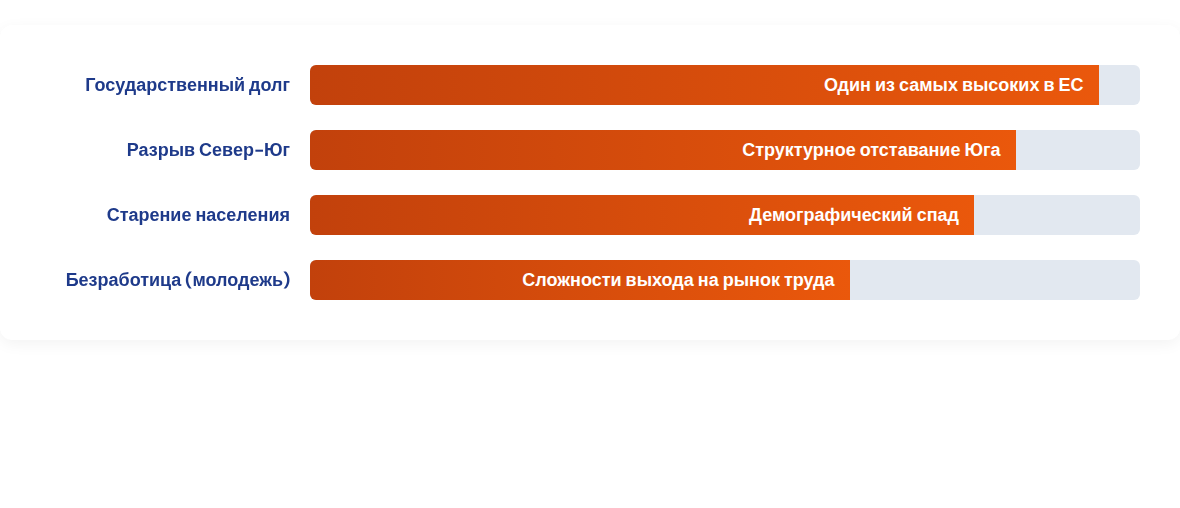 Государственный долг
Один из самых высоких в ЕС
Разрыв Север–Юг
Структурное отставание Юга
Старение населения
Демографический спад
Безработица (молодежь)
Сложности выхода на рынок труда